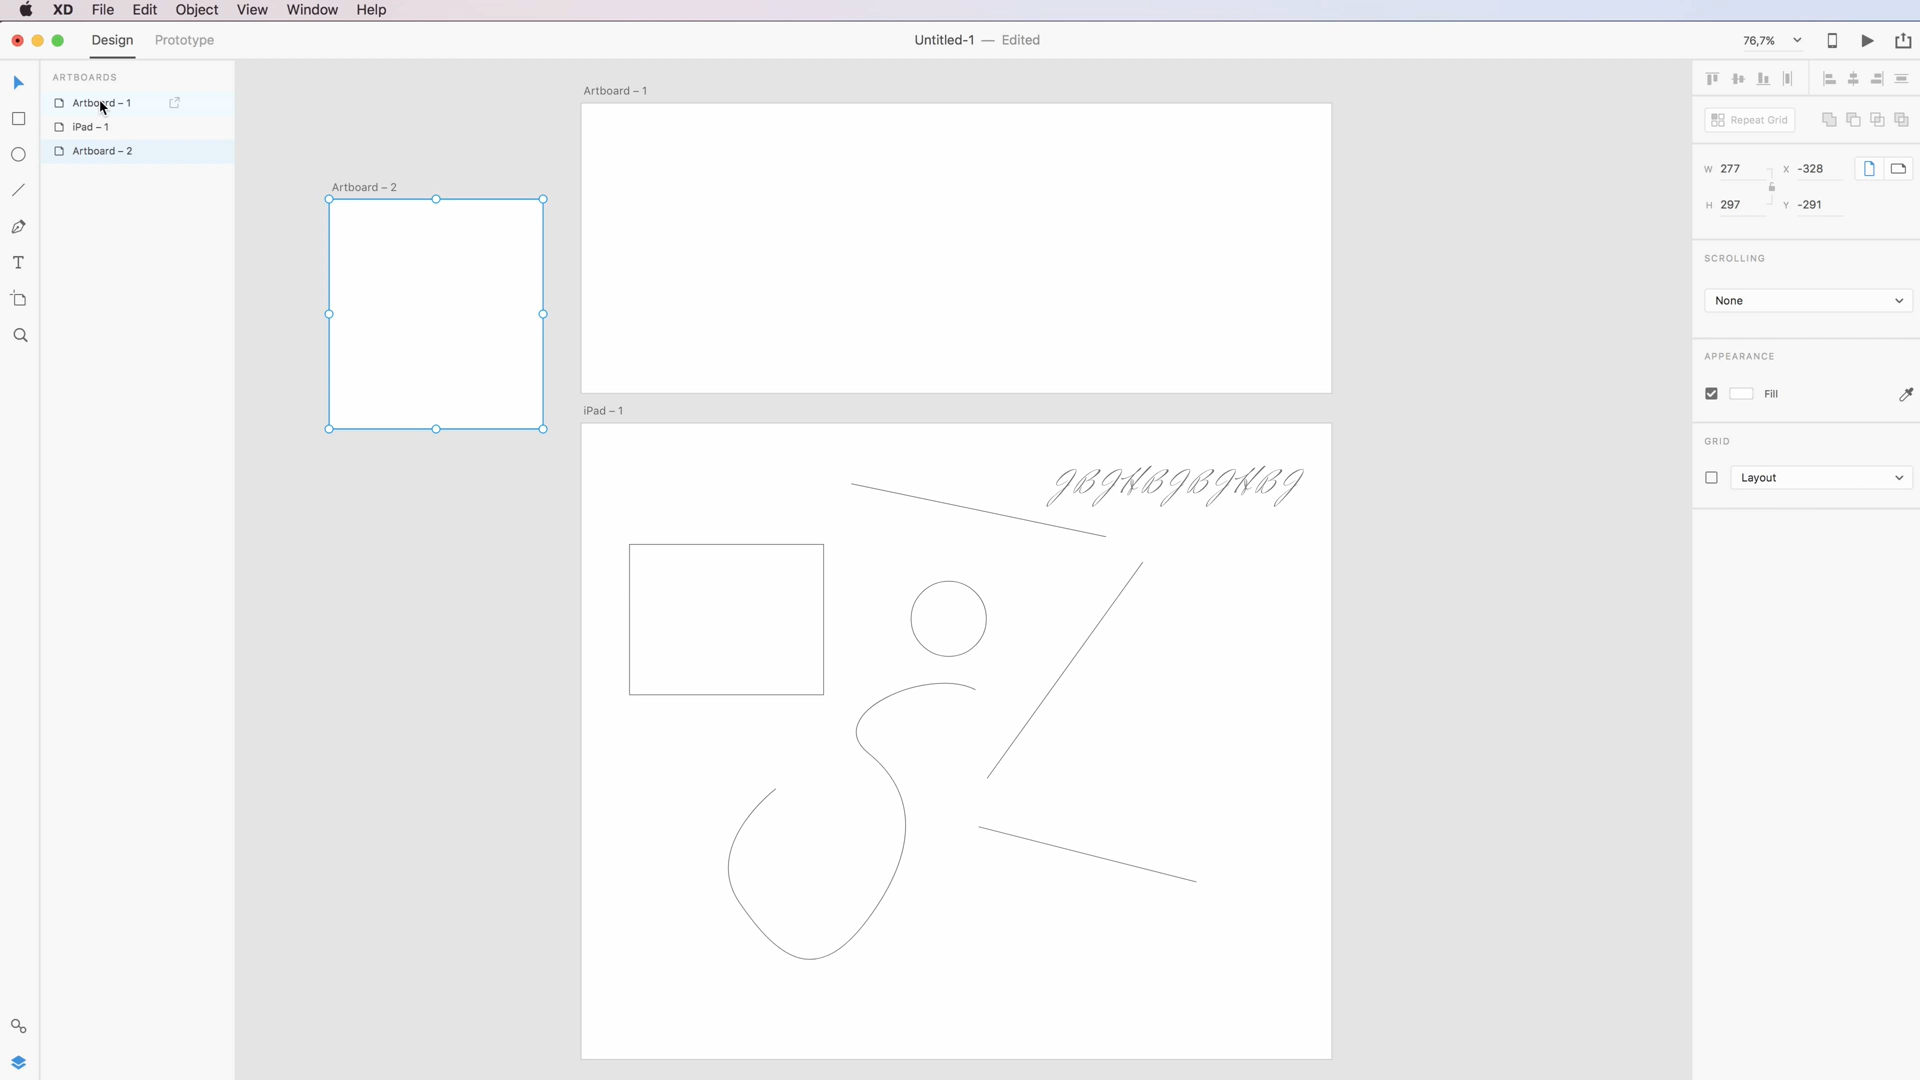 XD File Edit Object View Window Help
Design Prototype Untitled-1 — Edited 76,7%
ARTBOARDS
Artboard – 1
iPad – 1
Artboard – 2
Artboard – 1
Artboard – 2
iPad – 1
JBJHBJBJHBJ
Repeat Grid
W 277 X -328
H 297 Y -291
SCROLLING
None
APPEARANCE
Fill
GRID
Layout